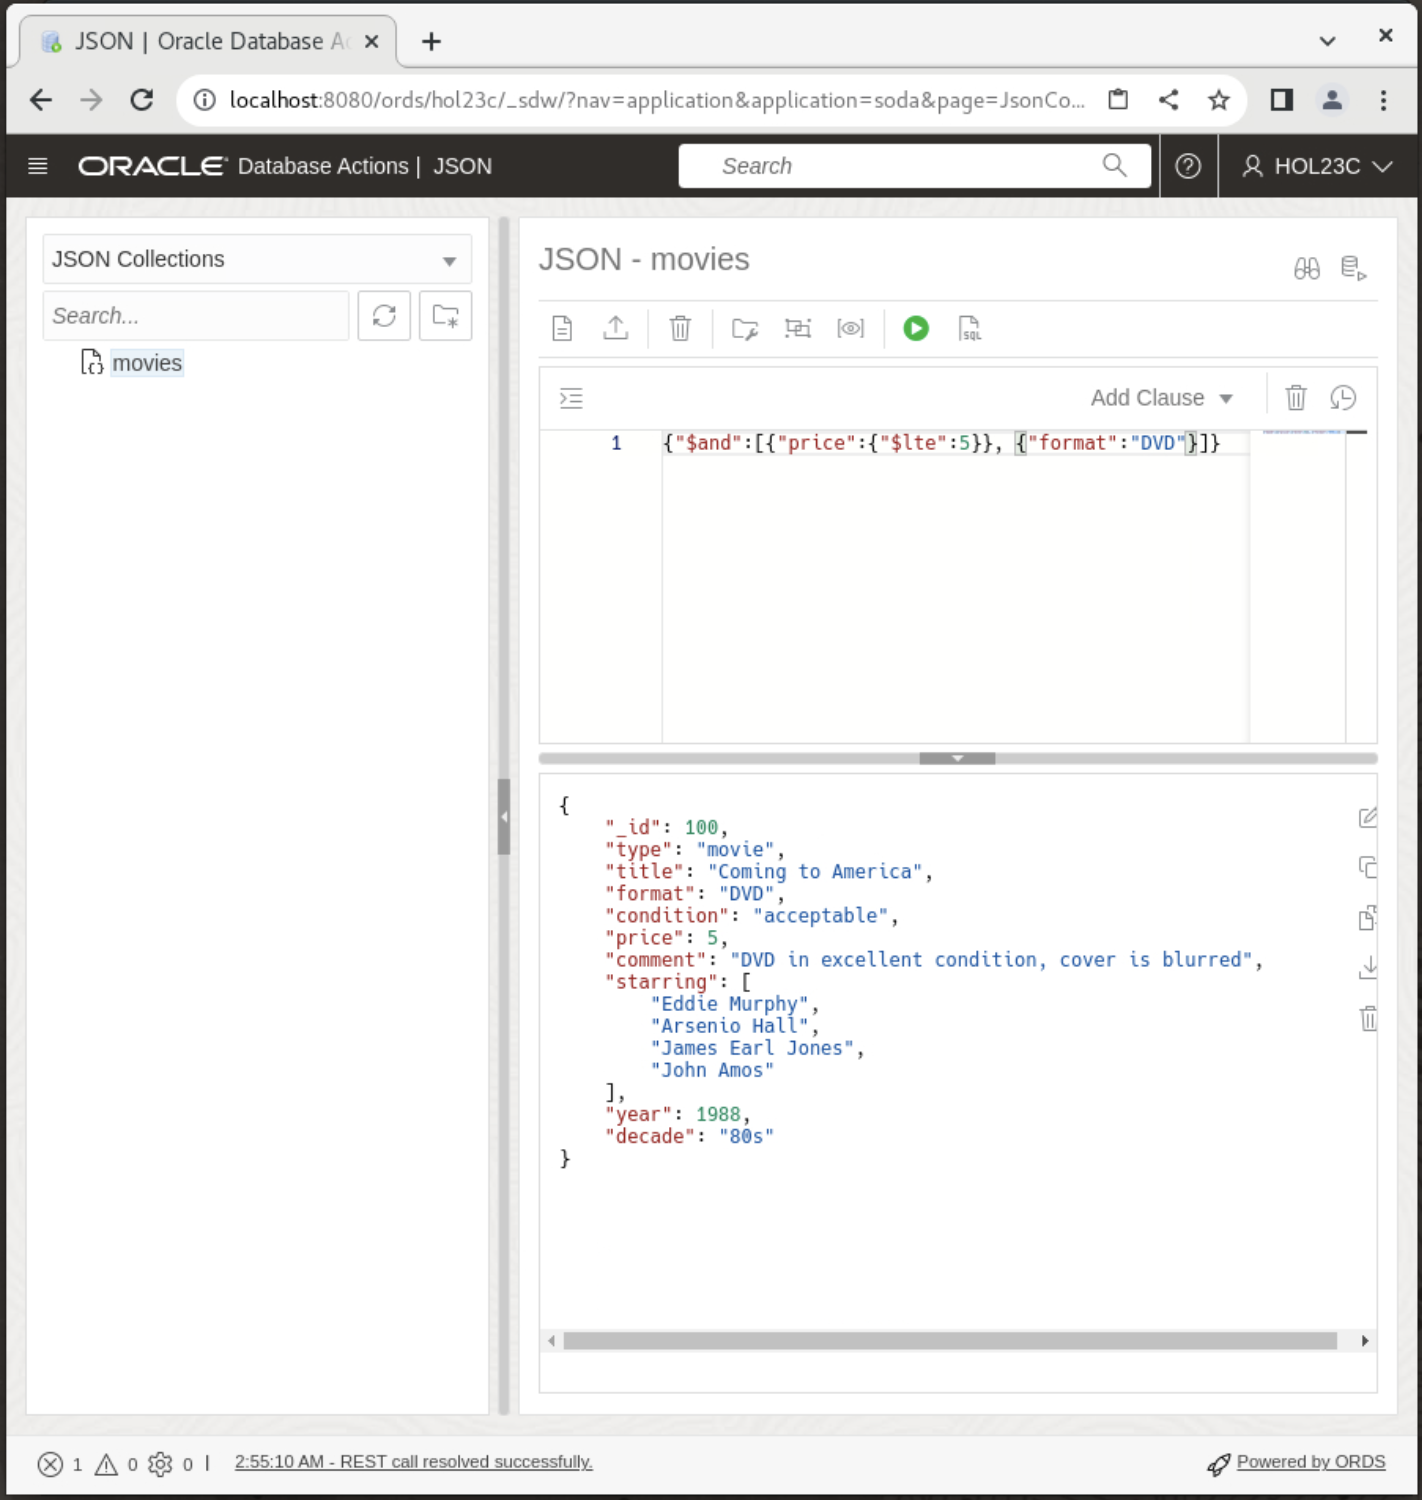 JSON | Oracle Database
localhost:8080/ords/hol23c/_sdw/?nav=application&application=soda&page=JsonCo...
ORACLE Database Actions | JSON
Search
HOL23C
JSON Collections
Search...
movies
JSON - movies
SQL
Add Clause
1 {"$and":[{"price":{"$lte":5}}, {"format":"DVD"}]}
{
"_id": 100,
"type": "movie",
"title": "Coming to America",
"format": "DVD",
"condition": "acceptable",
"price": 5,
"comment": "DVD in excellent condition, cover is blurred",
"starring": [
"Eddie Murphy",
"Arsenio Hall",
"James Earl Jones",
"John Amos"
],
"year": 1988,
"decade": "80s"
}
1 0 0 | 2:55:10 AM - REST call resolved successfully.
Powered by ORDS